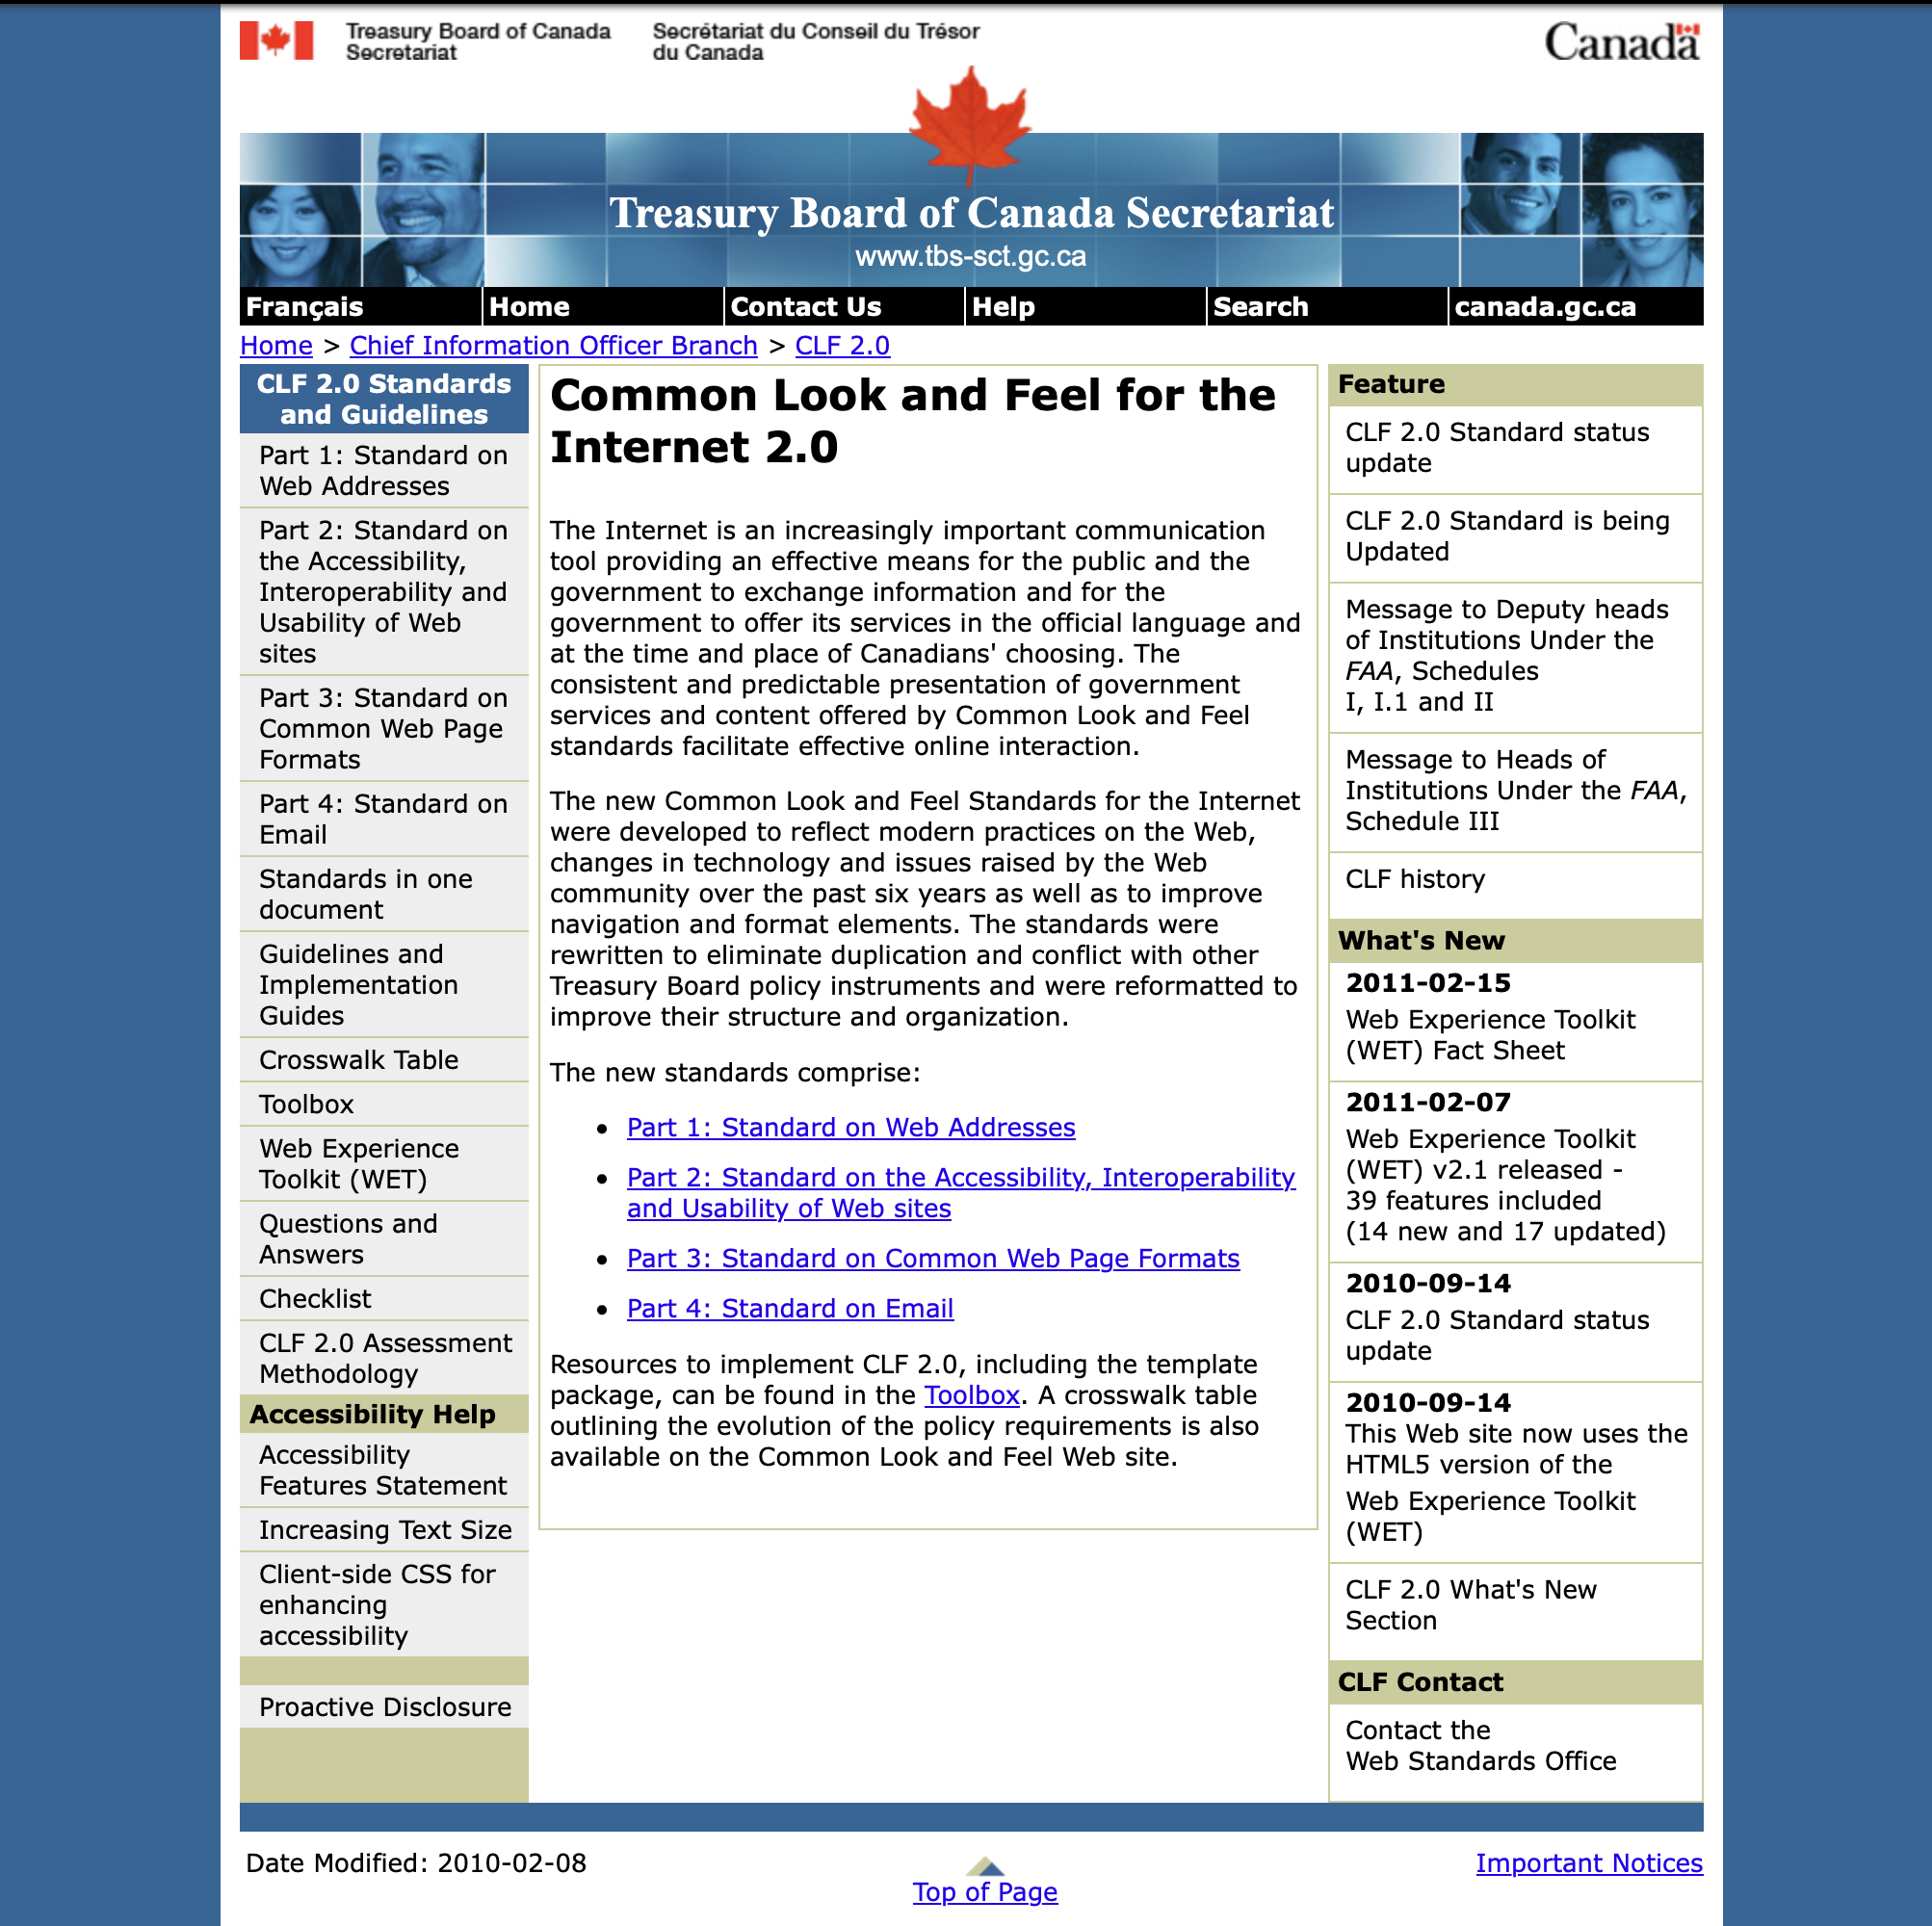 Treasury Board of Canada
Secretariat
Secrétariat du Conseil du Trésor
du Canada
Canada
Treasury Board of Canada Secretariat
www.tbs-sct.gc.ca
Français
Home
Contact Us
Help
Search
canada.gc.ca
Home > Chief Information Officer Branch > CLF 2.0
CLF 2.0 Standards
and Guidelines
Part 1: Standard on
Web Addresses
Part 2: Standard on
the Accessibility,
Interoperability and
Usability of Web
sites
Part 3: Standard on
Common Web Page
Formats
Part 4: Standard on
Email
Standards in one
document
Guidelines and
Implementation
Guides
Crosswalk Table
Toolbox
Web Experience
Toolkit (WET)
Questions and
Answers
Checklist
CLF 2.0 Assessment
Methodology
Accessibility Help
Accessibility
Features Statement
Increasing Text Size
Client-side CSS for
enhancing
accessibility
Proactive Disclosure
Common Look and Feel for the
Internet 2.0
The Internet is an increasingly important communication
tool providing an effective means for the public and the
government to exchange information and for the
government to offer its services in the official language and
at the time and place of Canadians' choosing. The
consistent and predictable presentation of government
services and content offered by Common Look and Feel
standards facilitate effective online interaction.
The new Common Look and Feel Standards for the Internet
were developed to reflect modern practices on the Web,
changes in technology and issues raised by the Web
community over the past six years as well as to improve
navigation and format elements. The standards were
rewritten to eliminate duplication and conflict with other
Treasury Board policy instruments and were reformatted to
improve their structure and organization.
The new standards comprise:
• Part 1: Standard on Web Addresses
• Part 2: Standard on the Accessibility, Interoperability
and Usability of Web sites
• Part 3: Standard on Common Web Page Formats
• Part 4: Standard on Email
Resources to implement CLF 2.0, including the template
package, can be found in the Toolbox. A crosswalk table
outlining the evolution of the policy requirements is also
available on the Common Look and Feel Web site.
Feature
CLF 2.0 Standard status
update
CLF 2.0 Standard is being
Updated
Message to Deputy heads
of Institutions Under the
FAA, Schedules
I, I.1 and II
Message to Heads of
Institutions Under the FAA,
Schedule III
CLF history
What's New
2011-02-15
Web Experience Toolkit
(WET) Fact Sheet
2011-02-07
Web Experience Toolkit
(WET) v2.1 released -
39 features included
(14 new and 17 updated)
2010-09-14
CLF 2.0 Standard status
update
2010-09-14
This Web site now uses the
HTML5 version of the
Web Experience Toolkit
(WET)
CLF 2.0 What's New
Section
CLF Contact
Contact the
Web Standards Office
Date Modified: 2010-02-08
Top of Page
Important Notices